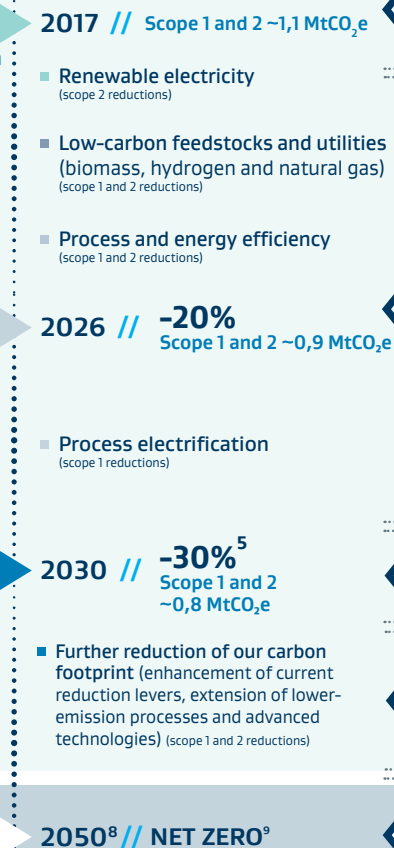 2017 // Scope 1 and 2 ~1,1 MtCO₂e
Renewable electricity
(scope 2 reductions)
Low-carbon feedstocks and utilities
(biomass, hydrogen and natural gas)
(scope 1 and 2 reductions)
Process and energy efficiency
(scope 1 and 2 reductions)
2026 // -20%
Scope 1 and 2 ~0,9 MtCO₂e
Process electrification
(scope 1 reductions)
2030 // -30%⁵
Scope 1 and 2
~0,8 MtCO₂e
Further reduction of our carbon
footprint (enhancement of current
reduction levers, extension of lower-
emission processes and advanced
technologies) (scope 1 and 2 reductions)
2050⁸ // NET ZERO⁹